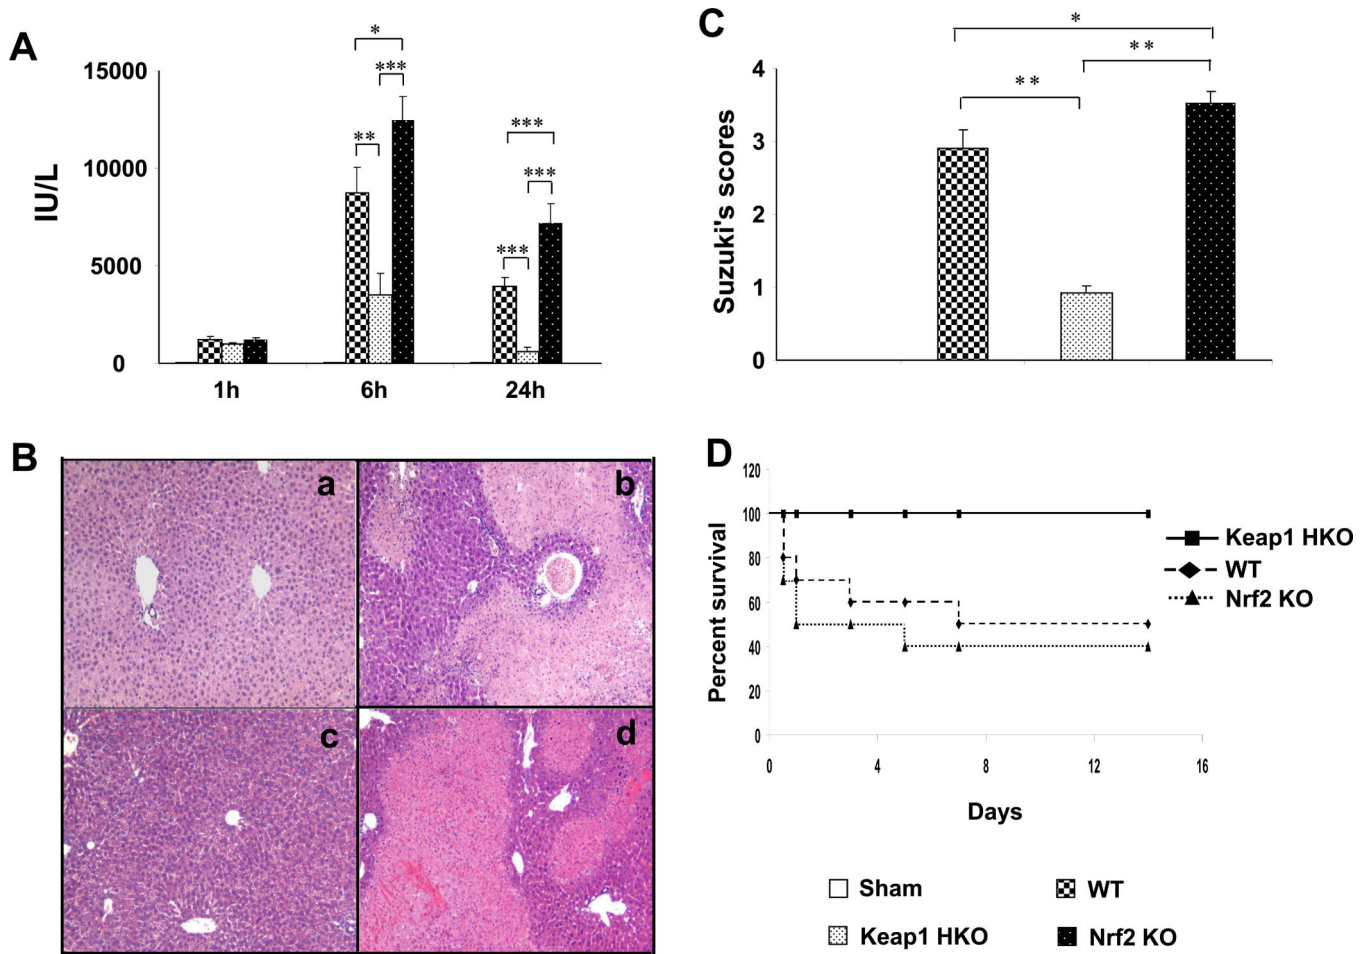 A
15000
10000
5000
0
IU/L
*
***
**
***
***
***
1h
6h
24h
C
4
3
2
1
0
Suzuki's scores
*
**
**
B
a
b
c
d
D
120
100
80
60
40
20
0
Percent survival
0
4
8
12
16
Days
Keap1 HKO
WT
Nrf2 KO
Sham
WT
Keap1 HKO
Nrf2 KO